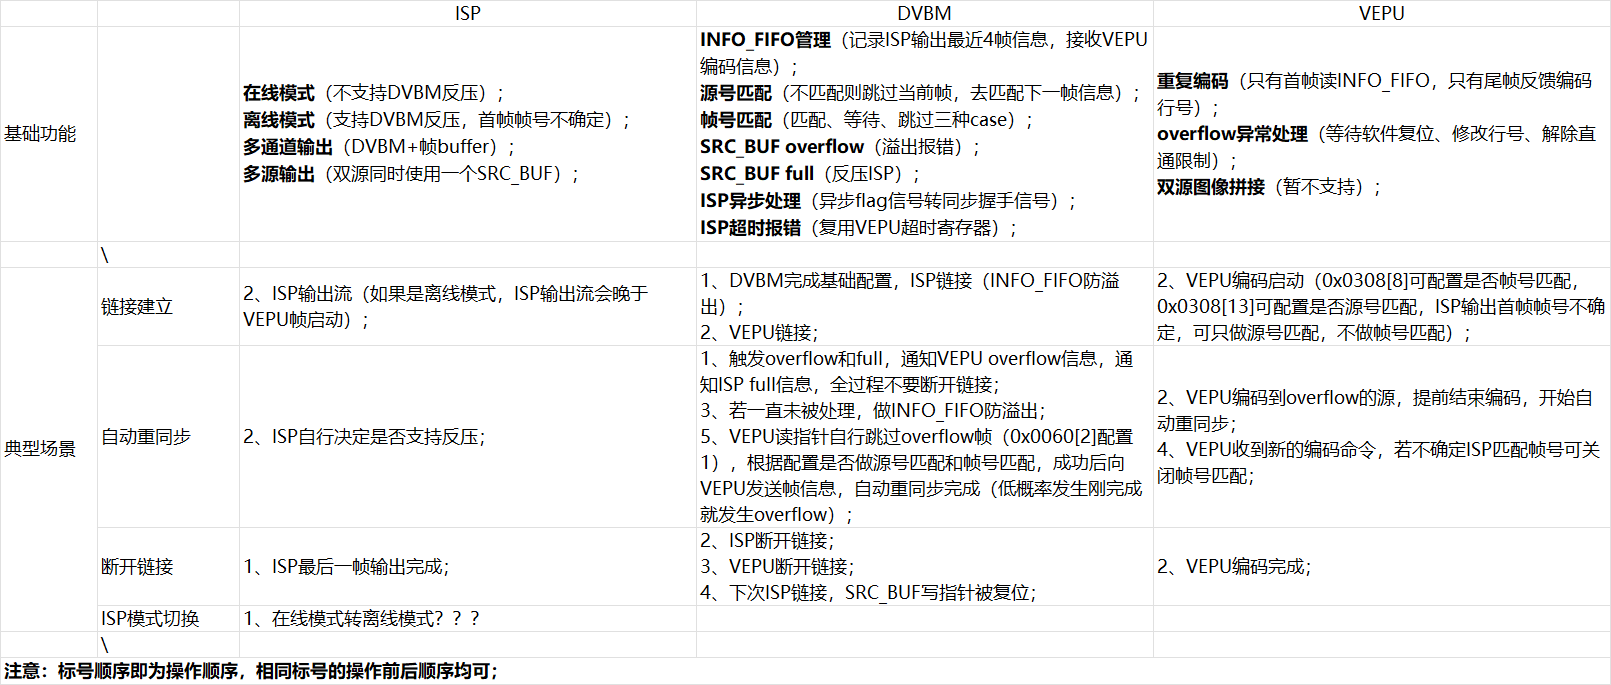 ISP
DVBM
VEPU
基础功能
在线模式（不支持DVBM反压）；
离线模式（支持DVBM反压，首帧帧号不确定）；
多通道输出（DVBM+帧buffer）；
多源输出（双源同时使用一个SRC_BUF）；
INFO_FIFO管理（记录ISP输出最近4帧信息，接收VEPU
编码信息）；
源号匹配（不匹配则跳过当前帧，去匹配下一帧信息）；
帧号匹配（匹配、等待、跳过三种case）；
SRC_BUF overflow（溢出报错）；
SRC_BUF full（反压ISP）；
ISP异步处理（异步flag信号转同步握手信号）；
ISP超时报错（复用VEPU超时寄存器）；
重复编码（只有首帧读INFO_FIFO，只有尾帧反馈编码
行号）；
overflow异常处理（等待软件复位、修改行号、解除直
通限制）；
双源图像拼接（暂不支持）；
\
典型场景
链接建立
2、ISP输出流（如果是离线模式，ISP输出流会晚于
VEPU帧启动）；
1、DVBM完成基础配置，ISP链接（INFO_FIFO防溢
出）；
2、VEPU链接；
2、VEPU编码启动（0x0308[8]可配置是否帧号匹配，
0x0308[13]可配置是否源号匹配，ISP输出首帧帧号不确
定，可只做源号匹配，不做帧号匹配）；
自动重同步
2、ISP自行决定是否支持反压；
1、触发overflow和full，通知VEPU overflow信息，通
知ISP full信息，全过程不要断开链接；
3、若一直未被处理，做INFO_FIFO防溢出；
5、VEPU读指针自行跳过overflow帧（0x0060[2]配置
1），根据配置是否做源号匹配和帧号匹配，成功后向
VEPU发送帧信息，自动重同步完成（低概率发生刚完成
就发生overflow）；
2、VEPU编码到overflow的源，提前结束编码，开始自
动重同步；
4、VEPU收到新的编码命令，若不确定ISP匹配帧号可关
闭帧号匹配；
断开链接
1、ISP最后一帧输出完成；
2、ISP断开链接；
3、VEPU断开链接；
4、下次ISP链接，SRC_BUF写指针被复位；
2、VEPU编码完成；
ISP模式切换
1、在线模式转离线模式？？？
\
注意：标号顺序即为操作顺序，相同标号的操作前后顺序均可；